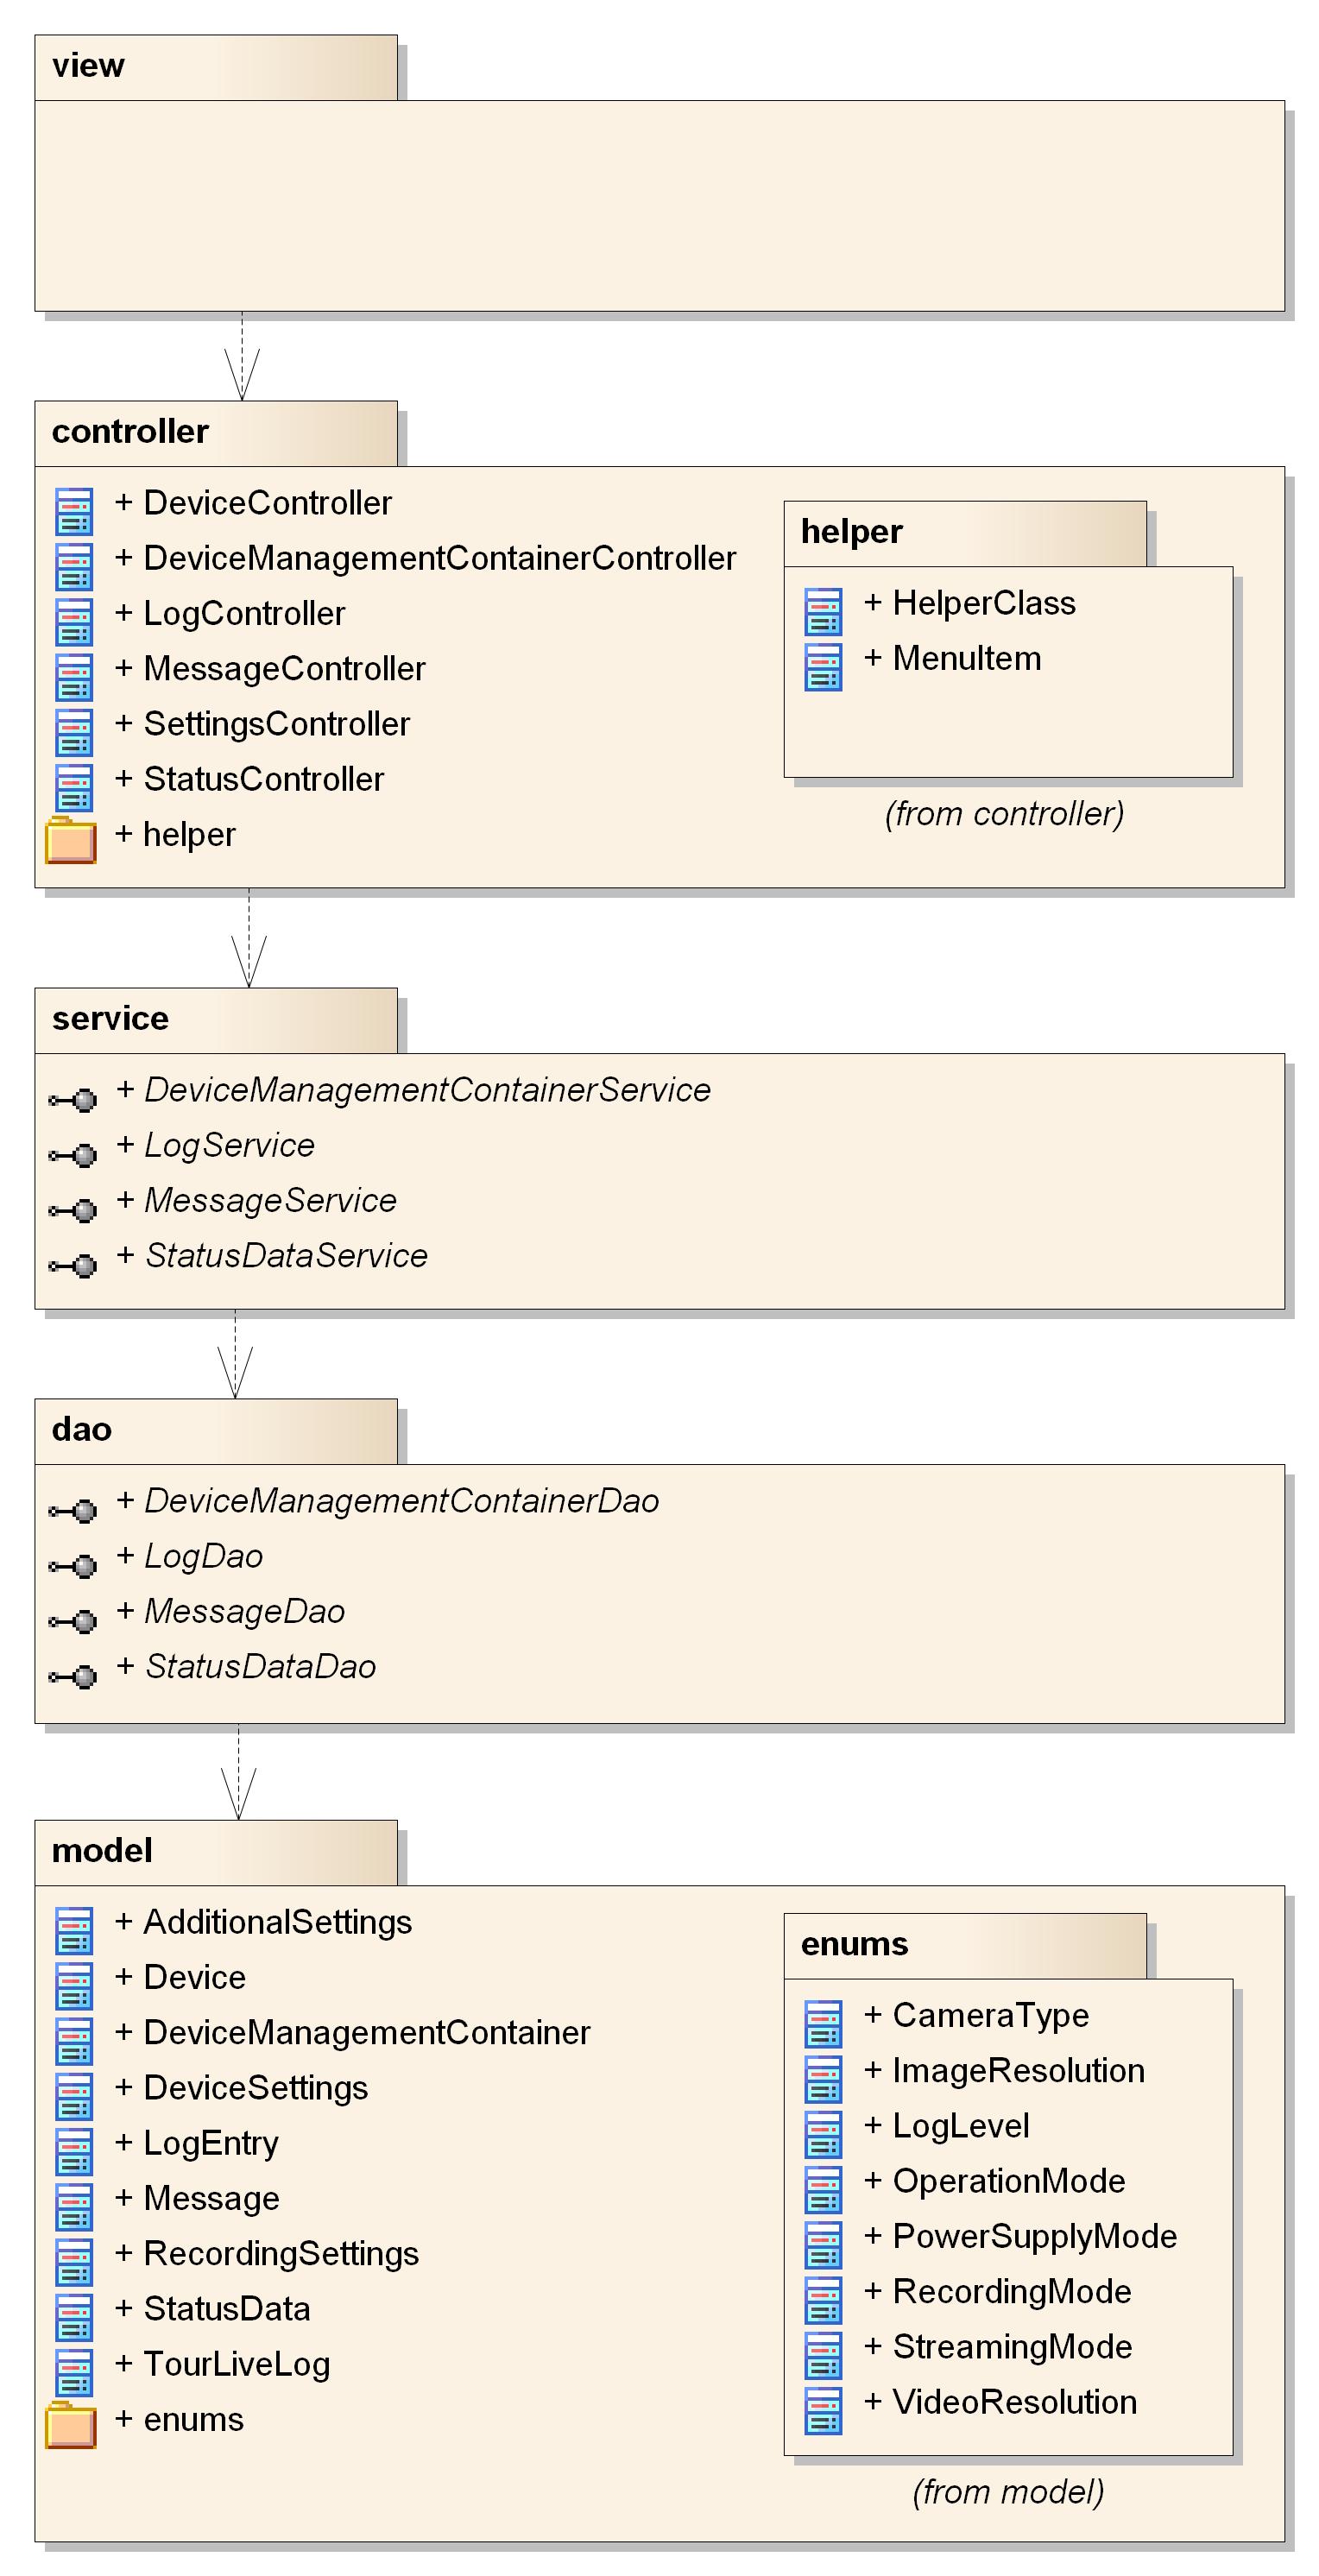 view
controller
+ DeviceController
+ DeviceManagementContainerController
+ LogController
+ MessageController
+ SettingsController
+ StatusController
+ helper
helper
+ HelperClass
+ MenuItem
(from controller)
service
+ DeviceManagementContainerService
+ LogService
+ MessageService
+ StatusDataService
dao
+ DeviceManagementContainerDao
+ LogDao
+ MessageDao
+ StatusDataDao
model
+ AdditionalSettings
+ Device
+ DeviceManagementContainer
+ DeviceSettings
+ LogEntry
+ Message
+ RecordingSettings
+ StatusData
+ TourLiveLog
+ enums
enums
+ CameraType
+ ImageResolution
+ LogLevel
+ OperationMode
+ PowerSupplyMode
+ RecordingMode
+ StreamingMode
+ VideoResolution
(from model)